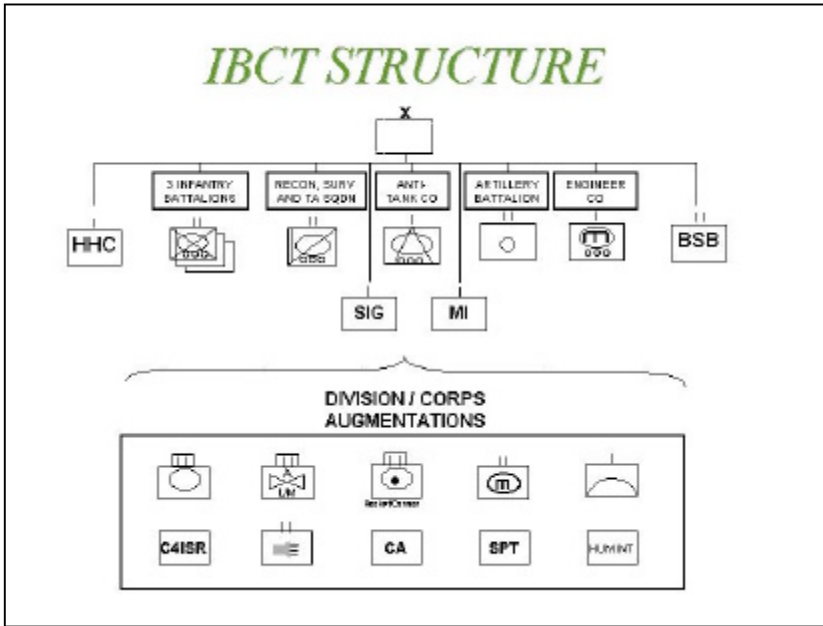 IBCT STRUCTURE
X
3 INFANTRY
BATTALIONS
RECON, SURV
AND TA SQDN
ANTI-
TANK CO
ARTILLERY
BATTALION
ENGINEER
CO
HHC
BSB
SIG
MI
DIVISION / CORPS
AUGMENTATIONS
A
L/M
C4ISR
CA
SPT
HUMINT